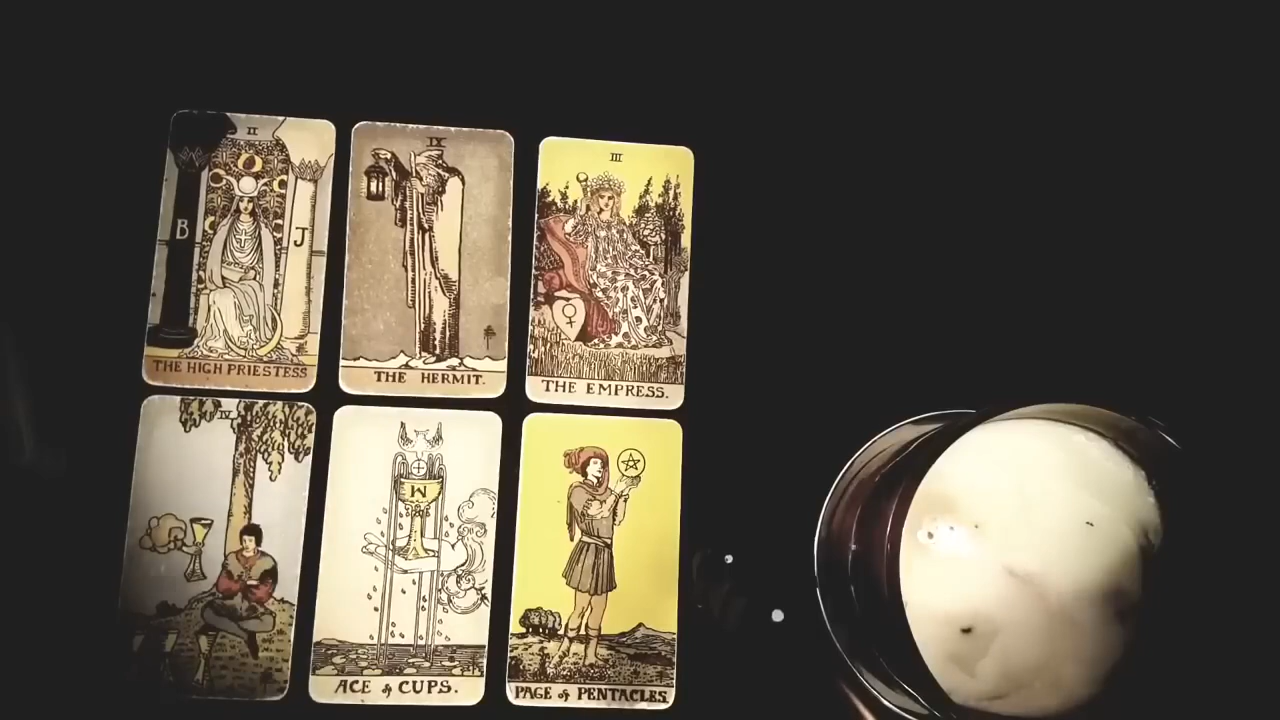 II
B J
THE HIGH PRIESTESS
IX
THE HERMIT.
III
THE EMPRESS.
IV
W
ACE of CUPS.
PAGE of PENTACLES.